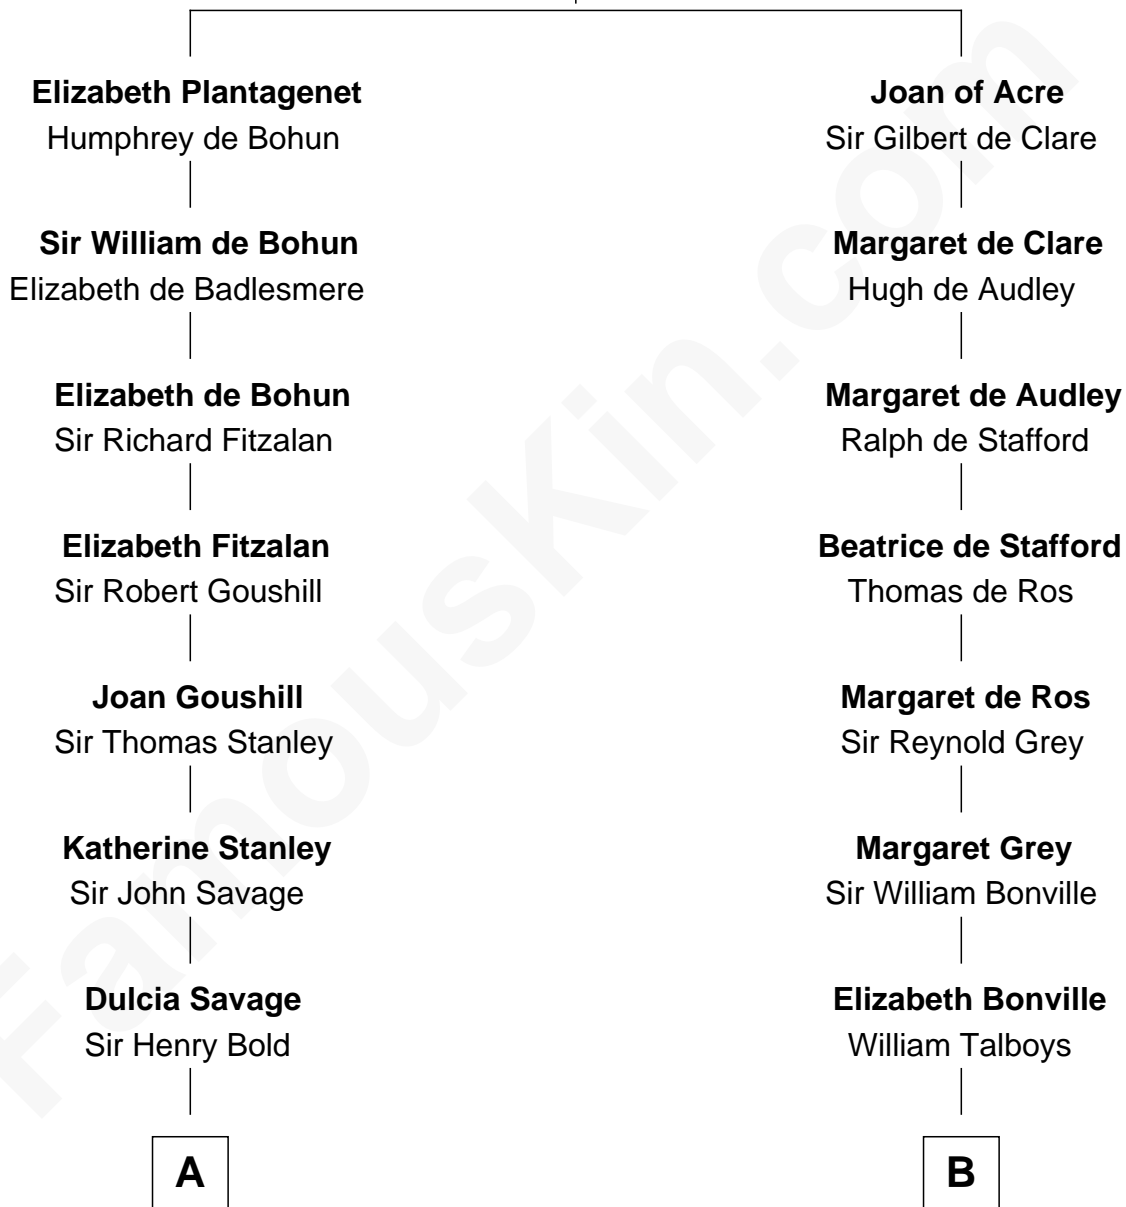 Elizabeth Plantagenet
Humphrey de Bohun
Sir William de Bohun
Elizabeth de Badlesmere
Elizabeth de Bohun
Sir Richard Fitzalan
Elizabeth Fitzalan
Sir Robert Goushill
Joan Goushill
Sir Thomas Stanley
Katherine Stanley
Sir John Savage
Dulcia Savage
Sir Henry Bold
A
Joan of Acre
Sir Gilbert de Clare
Margaret de Clare
Hugh de Audley
Margaret de Audley
Ralph de Stafford
Beatrice de Stafford
Thomas de Ros
Margaret de Ros
Sir Reynold Grey
Margaret Grey
Sir William Bonville
Elizabeth Bonville
William Talboys
B
FamousKin.com